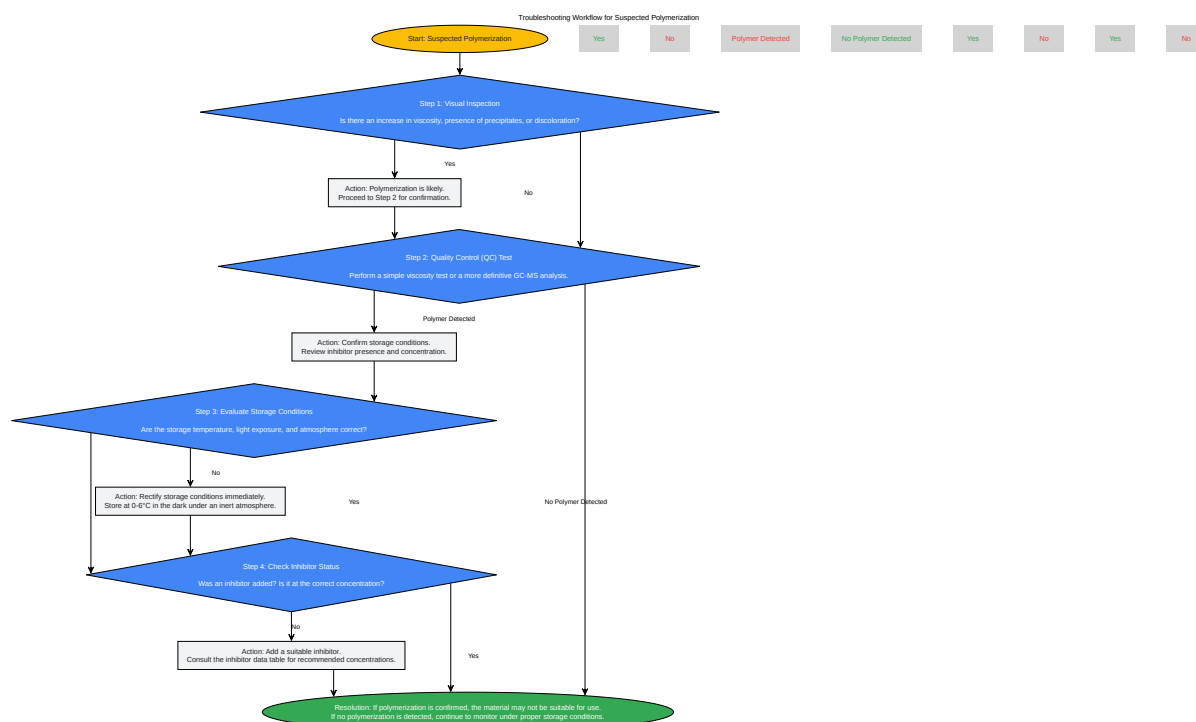 Troubleshooting Workflow for Suspected Polymerization
Start: Suspected Polymerization
Yes
No
Polymer Detected
No Polymer Detected
Yes
No
Yes
No
Step 1: Visual Inspection
Is there an increase in viscosity, presence of precipitates, or discoloration?
Yes
No
Action: Polymerization is likely.
Proceed to Step 2 for confirmation.
Step 2: Quality Control (QC) Test
Perform a simple viscosity test or a more definitive GC-MS analysis.
Polymer Detected
Action: Confirm storage conditions.
Review inhibitor presence and concentration.
Step 3: Evaluate Storage Conditions
Are the storage temperature, light exposure, and atmosphere correct?
No
Action: Rectify storage conditions immediately.
Store at 0-6°C in the dark under an inert atmosphere.
Yes
No Polymer Detected
Step 4: Check Inhibitor Status
Was an inhibitor added? Is it at the correct concentration?
No
Action: Add a suitable inhibitor.
Consult the inhibitor data table for recommended concentrations.
Yes
Resolution: If polymerization is confirmed, the material may not be suitable for use.
If no polymerization is detected, continue to monitor under proper storage conditions.